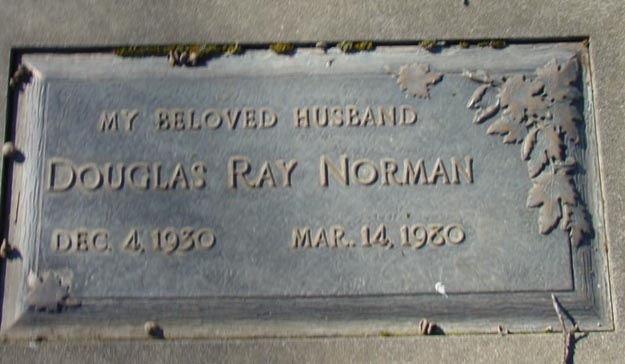 MY BELOVED HUSBAND
DOUGLAS RAY NORMAN
DEC. 4, 1930 MAR. 14, 1980